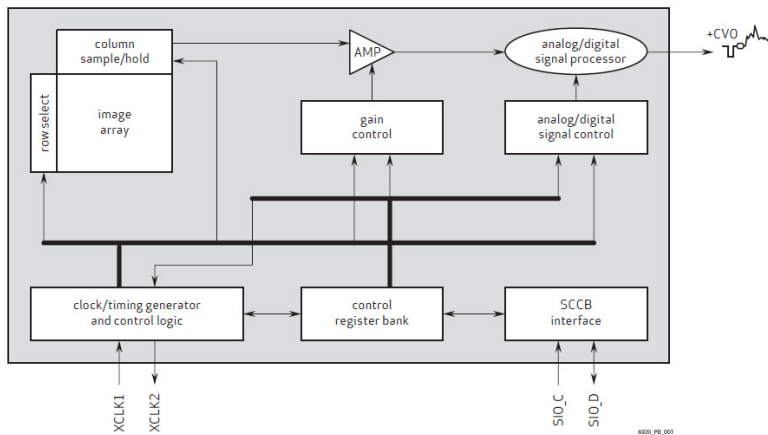 column
sample/hold
AMP
analog/digital
signal processor
+CVO
row select
image
array
gain
control
analog/digital
signal control
clock/timing generator
and control logic
control
register bank
SCCB
interface
XCLK1
XCLK2
SIO_C
SIO_D
6920_PB_001